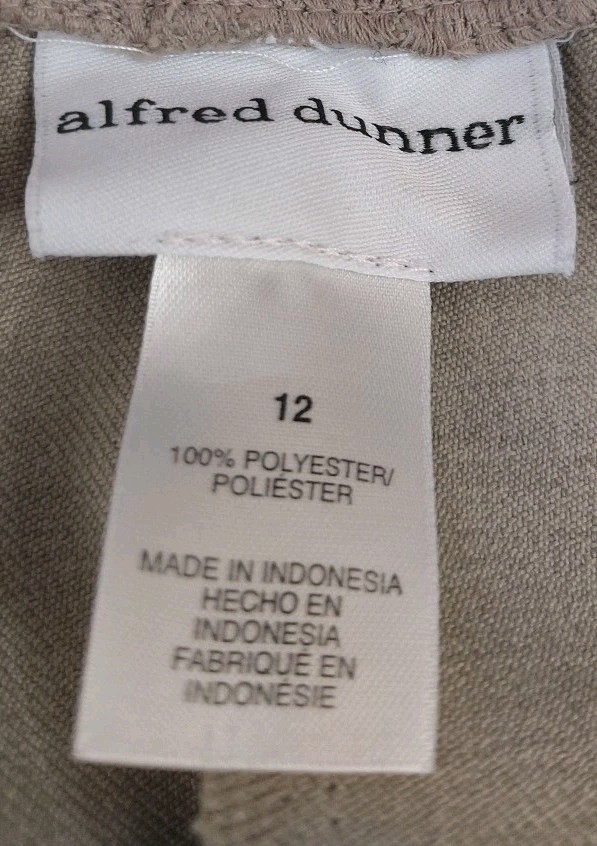 alfred dunner
12
100% POLYESTER/
POLIÉSTER
MADE IN INDONESIA
HECHO EN
INDONESIA
FABRIQUÉ EN
INDONÉSIE